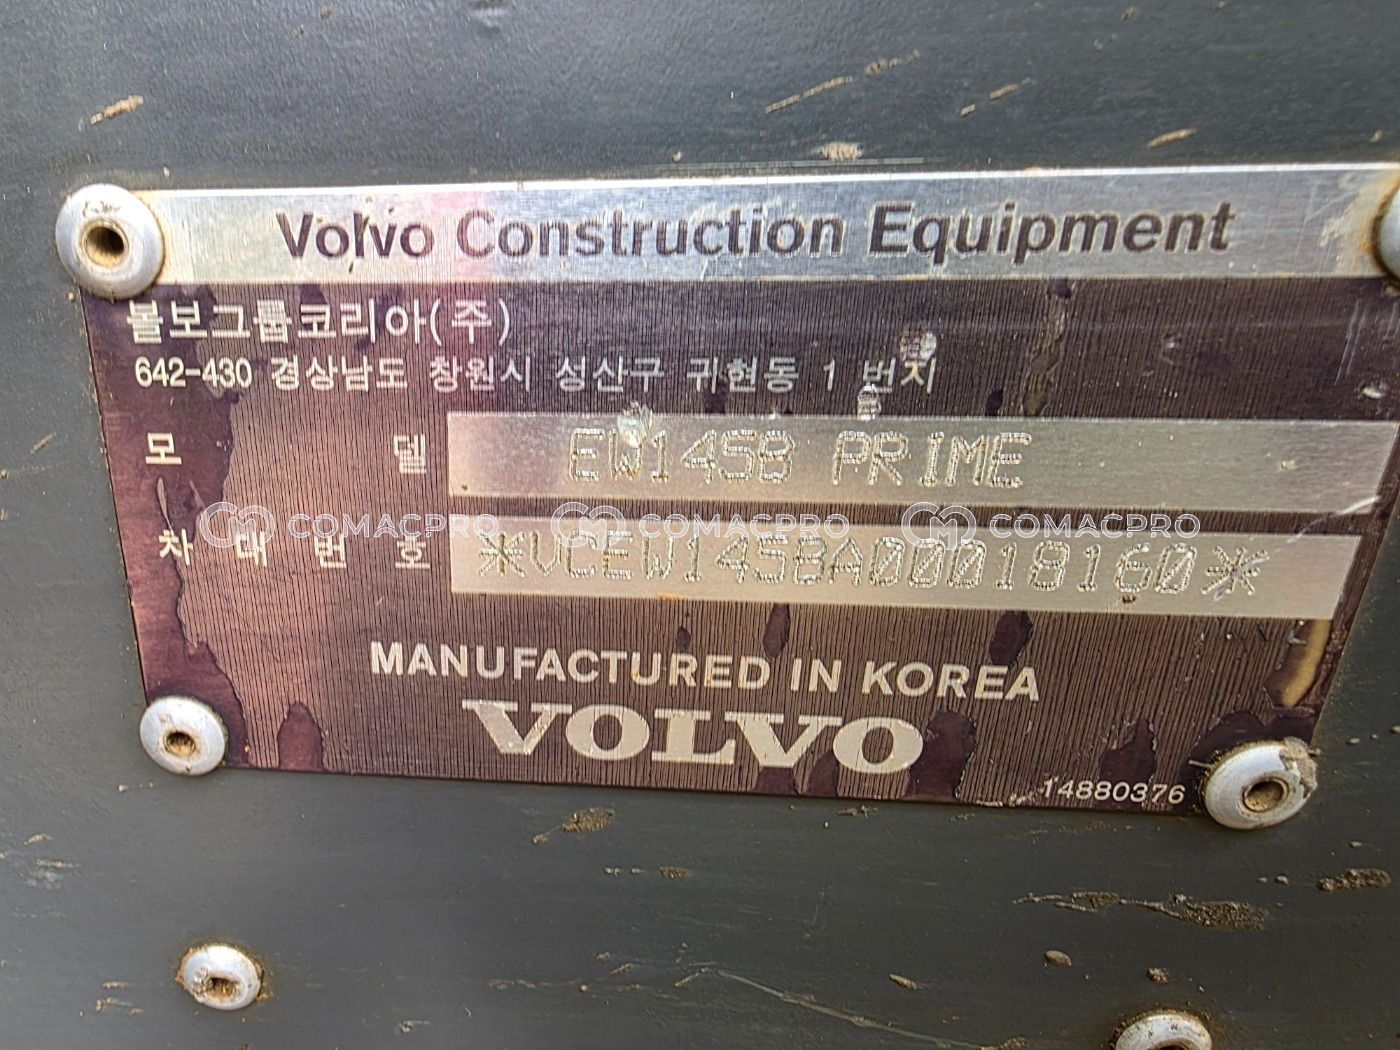 Volvo Construction Equipment
볼보그룹코리아(주)
642-430 경상남도 창원시 성산구 귀현동 1 번지
모 델 EW145B PRIME
COMACPRO COMACPRO COMACPRO
차 대 번 호 *VCEW145BA00018160*
MANUFACTURED IN KOREA
VOLVO
14880376